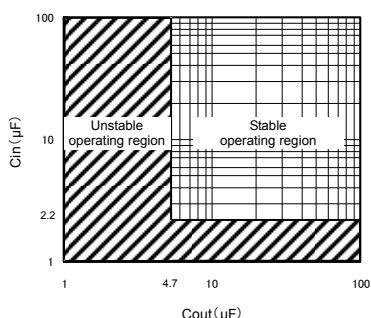 100
Cin(μF)
10
2.2
1
Unstable
operating region
Stable
operating region
1
4.7
10
100
Cout(μF)